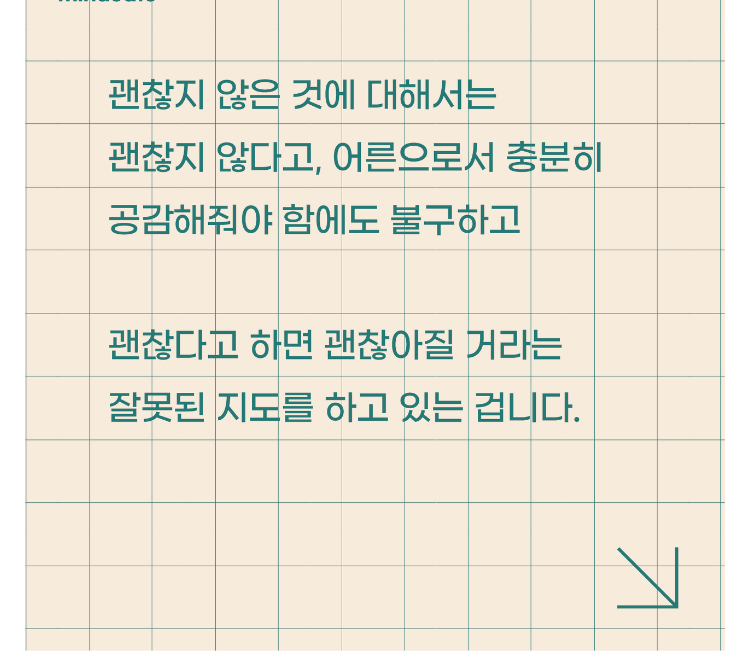 괜찮지 않은 것에 대해서는
괜찮지 않다고, 어른으로서 충분히
공감해줘야 함에도 불구하고
괜찮다고 하면 괜찮아질 거라는
잘못된 지도를 하고 있는 겁니다.